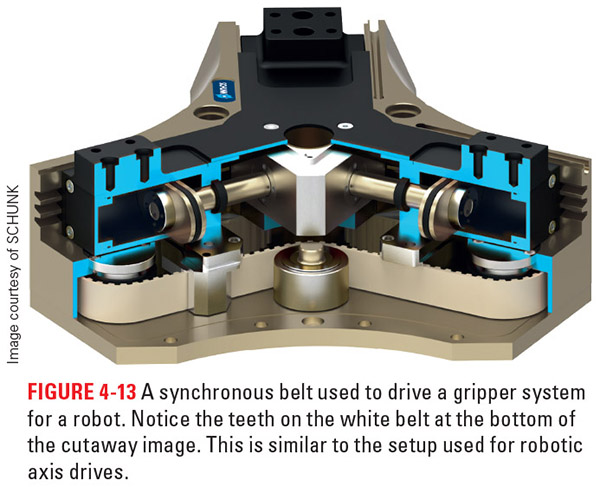 Image courtesy of SCHUNK
FIGURE 4-13 A synchronous belt used to drive a gripper system
for a robot. Notice the teeth on the white belt at the bottom of
the cutaway image. This is similar to the setup used for robotic
axis drives.